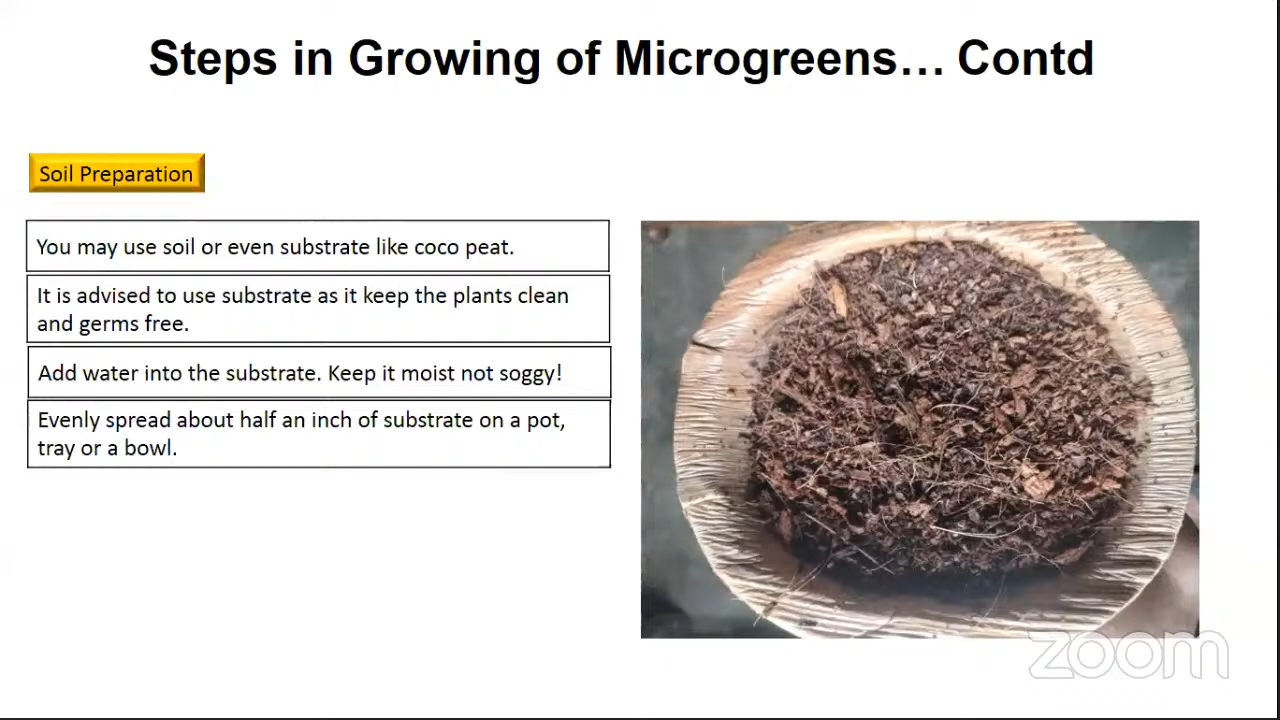 Steps in Growing of Microgreens... Contd
Soil Preparation
You may use soil or even substrate like coco peat.
It is advised to use substrate as it keep the plants clean
and germs free.
Add water into the substrate. Keep it moist not soggy!
Evenly spread about half an inch of substrate on a pot,
tray or a bowl.
zoom